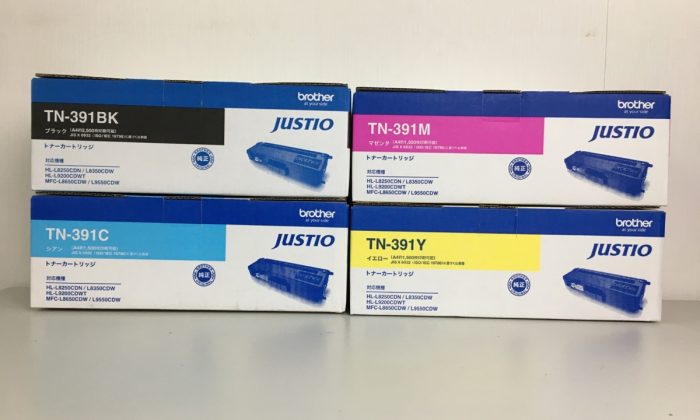 brother
at your side
TN-391BK
ブラック
JUSTIO
トナーカートリッジ
純正
対応機種
HL-L8250CDN / L8350CDW
HL-L9200CDWT
MFC-L8650CDW / L9550CDW
brother
at your side
TN-391M
マゼンタ
JUSTIO
トナーカートリッジ
純正
対応機種
HL-L8250CDN / L8350CDW
HL-L9200CDWT
MFC-L8650CDW / L9550CDW
brother
at your side
TN-391C
シアン
JUSTIO
トナーカートリッジ
純正
対応機種
HL-L8250CDN / L8350CDW
HL-L9200CDWT
MFC-L8650CDW / L9550CDW
brother
at your side
TN-391Y
イエロー
JUSTIO
トナーカートリッジ
純正
対応機種
HL-L8250CDN / L8350CDW
HL-L9200CDWT
MFC-L8650CDW / L9550CDW